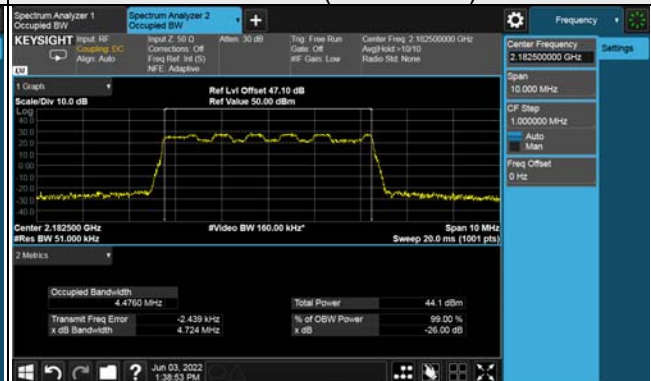 Spectrum Analyzer 1
Occupied BW
Spectrum Analyzer 2
Occupied BW
Frequency
KEYSIGHT
Input: RF
Coupling: DC
Align: Auto
Input Z: 50 Ω
Corrections: Off
Freq Ref: Int (S)
NFE: Adaptive
Atten: 30 dB
Trig: Free Run
Gate: Off
#IF Gain: Low
Center Freq: 2.182500000 GHz
Avg|Hold:>10/10
Radio Std: None
Center Frequency
2.182500000 GHz
Settings
Span
10.000 MHz
CF Step
1.000000 MHz
Auto
Man
Freq Offset
0 Hz
1 Graph
Scale/Div 10.0 dB
Ref Lvl Offset 47.10 dB
Ref Value 50.00 dBm
Log
40.0
30.0
20.0
10.0
0.00
-10.0
-20.0
-30.0
-40.0
Center 2.182500 GHz
#Res BW 51.000 kHz
#Video BW 160.00 kHz*
Span 10 MHz
Sweep 20.0 ms (1001 pts)
2 Metrics
Occupied Bandwidth
4.4760 MHz
Total Power
44.1 dBm
Transmit Freq Error
-2.439 kHz
% of OBW Power
99.00 %
x dB Bandwidth
4.724 MHz
x dB
-26.00 dB
?
Jun 03, 2022
1:38:53 PM